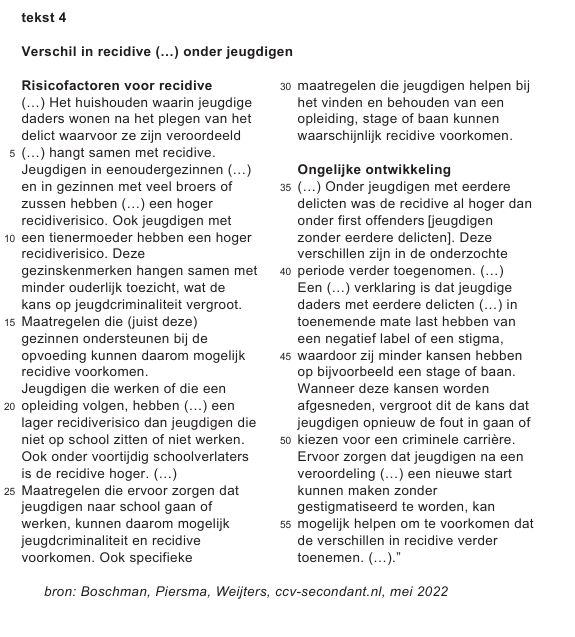 tekst 4
Verschil in recidive (…) onder jeugdigen
Risicofactoren voor recidive
(…) Het huishouden waarin jeugdige
daders wonen na het plegen van het
delict waarvoor ze zijn veroordeeld
5 (…) hangt samen met recidive.
Jeugdigen in eenoudergezinnen (…)
en in gezinnen met veel broers of
zussen hebben (…) een hoger
recidiverisico. Ook jeugdigen met
10 een tienermoeder hebben een hoger
recidiverisico. Deze
gezinskenmerken hangen samen met
minder ouderlijk toezicht, wat de
kans op jeugdcriminaliteit vergroot.
15 Maatregelen die (juist deze)
gezinnen ondersteunen bij de
opvoeding kunnen daarom mogelijk
recidive voorkomen.
Jeugdigen die werken of die een
20 opleiding volgen, hebben (…) een
lager recidiverisico dan jeugdigen die
niet op school zitten of niet werken.
Ook onder voortijdig schoolverlaters
is de recidive hoger. (…)
25 Maatregelen die ervoor zorgen dat
jeugdigen naar school gaan of
werken, kunnen daarom mogelijk
jeugdcriminaliteit en recidive
voorkomen. Ook specifieke
30 maatregelen die jeugdigen helpen bij
het vinden en behouden van een
opleiding, stage of baan kunnen
waarschijnlijk recidive voorkomen.
Ongelijke ontwikkeling
35 (…) Onder jeugdigen met eerdere
delicten was de recidive al hoger dan
onder first offenders [jeugdigen
zonder eerdere delicten]. Deze
verschillen zijn in de onderzochte
40 periode verder toegenomen. (…)
Een (…) verklaring is dat jeugdige
daders met eerdere delicten (…) in
toenemende mate last hebben van
een negatief label of een stigma,
45 waardoor zij minder kansen hebben
op bijvoorbeeld een stage of baan.
Wanneer deze kansen worden
afgesneden, vergroot dit de kans dat
jeugdigen opnieuw de fout in gaan of
50 kiezen voor een criminele carrière.
Ervoor zorgen dat jeugdigen na een
veroordeling (…) een nieuwe start
kunnen maken zonder
gestigmatiseerd te worden, kan
55 mogelijk helpen om te voorkomen dat
de verschillen in recidive verder
toenemen. (…).”
bron: Boschman, Piersma, Weijters, ccv-secondant.nl, mei 2022